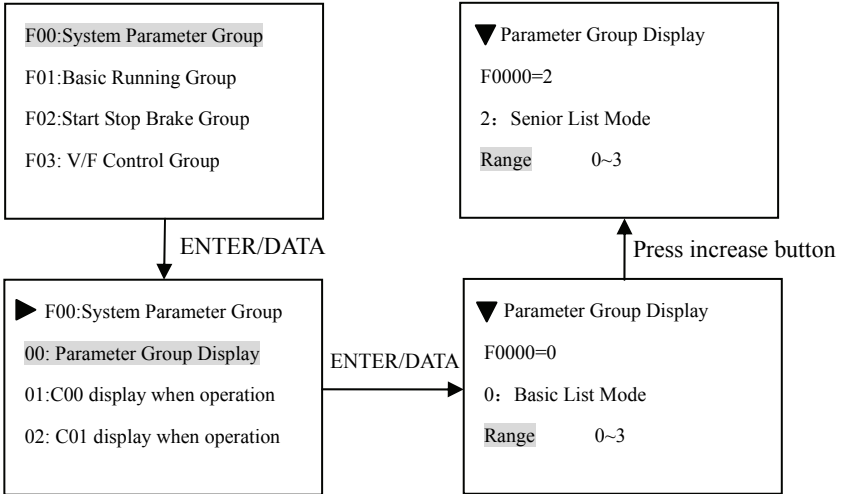 F00:System Parameter Group
F01:Basic Running Group
F02:Start Stop Brake Group
F03: V/F Control Group
ENTER/DATA
F00:System Parameter Group
00: Parameter Group Display
01:C00 display when operation
02: C01 display when operation
ENTER/DATA
Parameter Group Display
F0000=0
0：Basic List Mode
Range 0~3
Press increase button
Parameter Group Display
F0000=2
2：Senior List Mode
Range 0~3